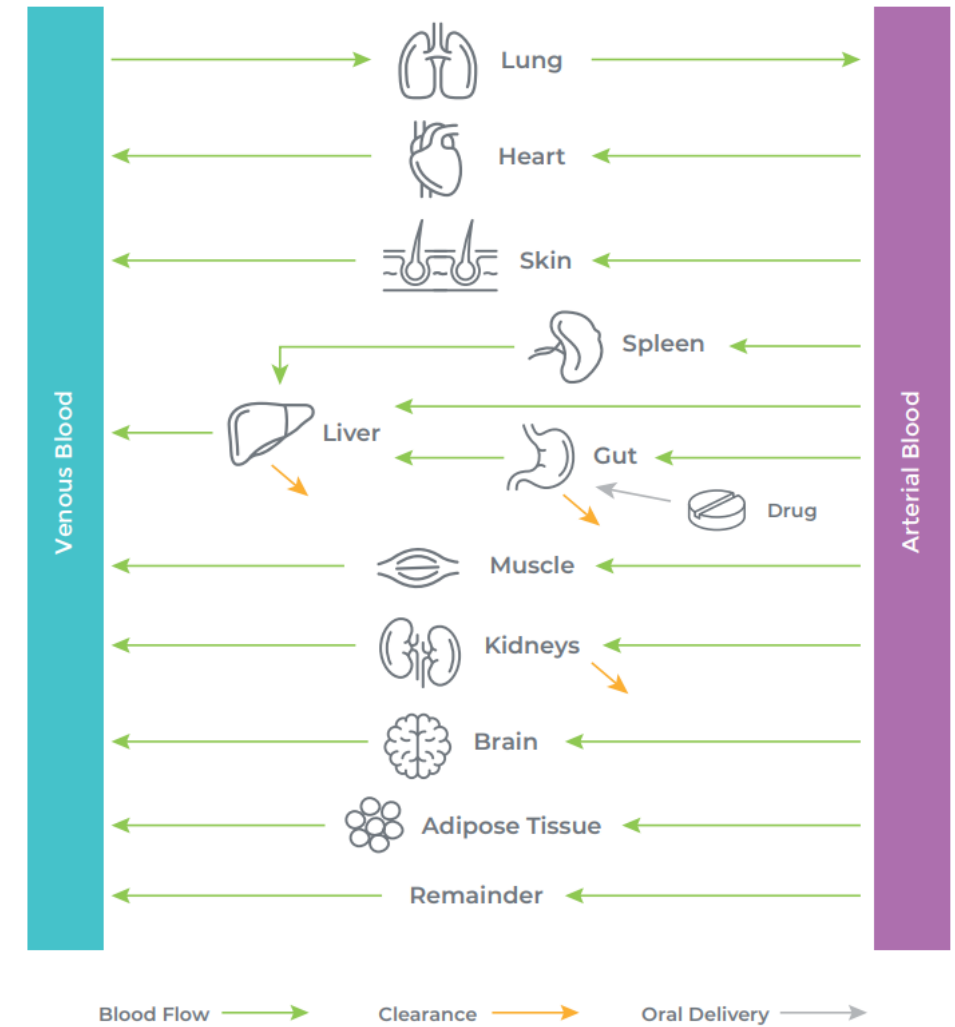 Lung
Heart
Skin
Spleen
Venous Blood
Arterial Blood
Liver
Gut
Drug
Muscle
Kidneys
Brain
Adipose Tissue
Remainder
Blood Flow
Clearance
Oral Delivery